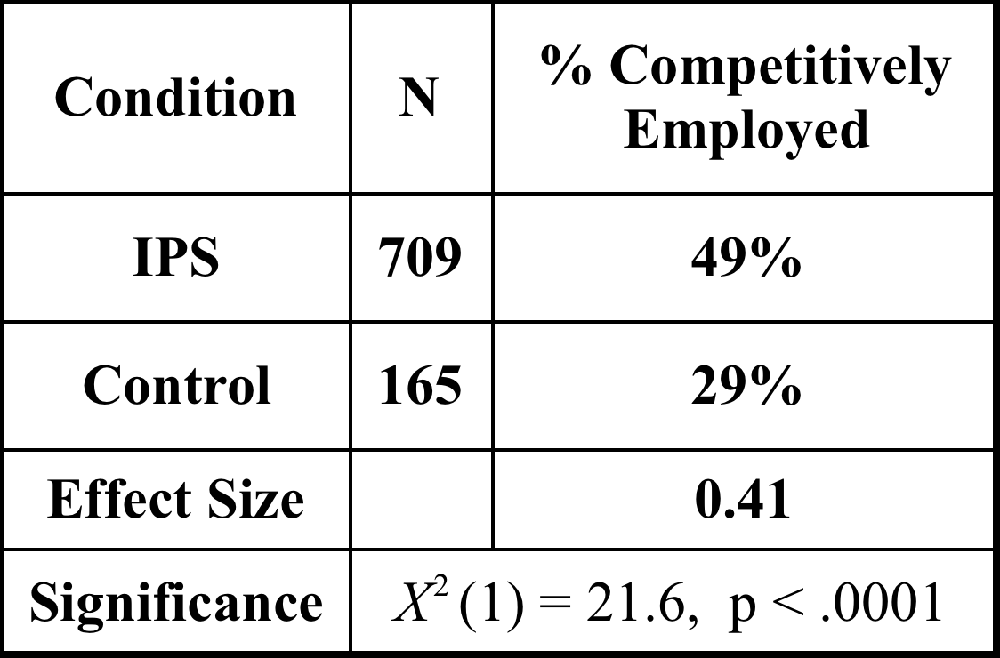 Condition N % Competitively
Employed
IPS 709 49%
Control 165 29%
Effect Size 0.41
Significance X² (1) = 21.6, p < .0001